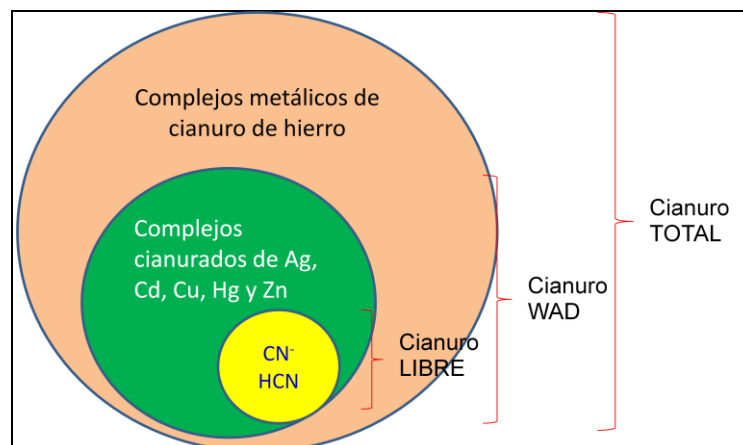 Complejos metálicos de
cianuro de hierro
Complejos
cianurados de Ag,
Cd, Cu, Hg y Zn
CN-
HCN
Cianuro
LIBRE
Cianuro
WAD
Cianuro
TOTAL